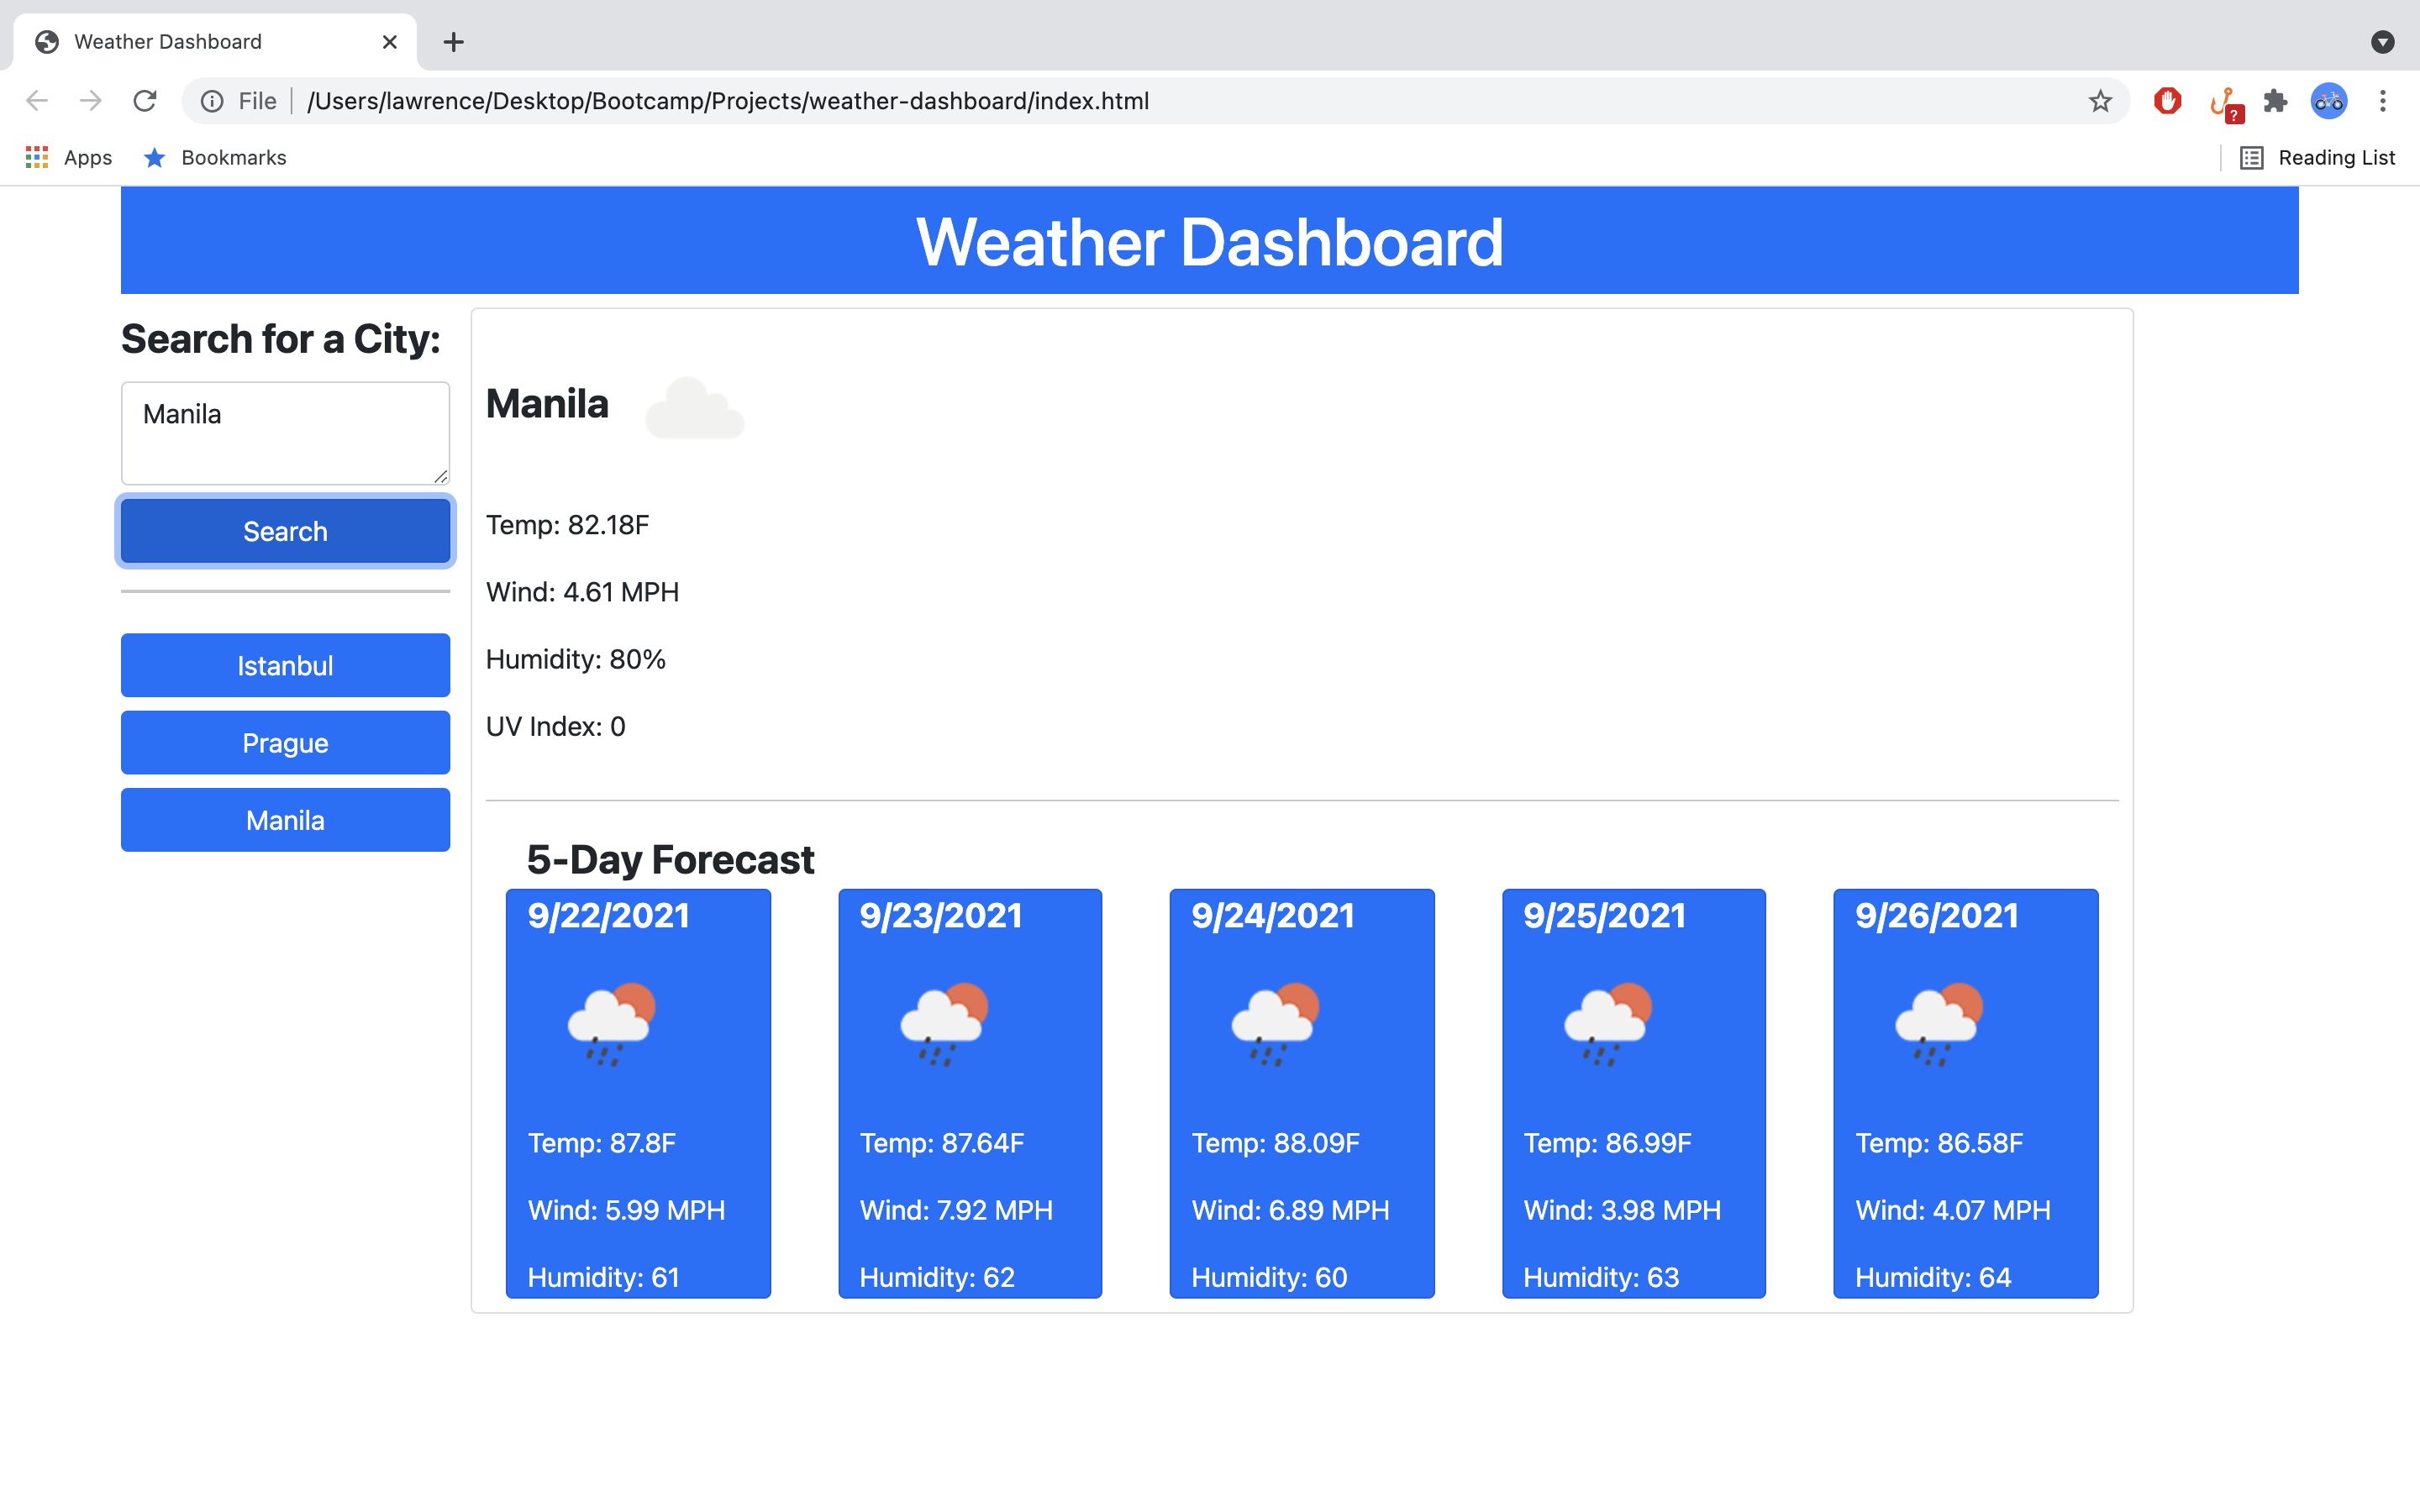 Weather Dashboard
File /Users/lawrence/Desktop/Bootcamp/Projects/weather-dashboard/index.html
?
Apps Bookmarks Reading List
Weather Dashboard
Search for a City:
Manila
Search
Istanbul
Prague
Manila
Manila
Temp: 82.18F
Wind: 4.61 MPH
Humidity: 80%
UV Index: 0
5-Day Forecast
9/22/2021
Temp: 87.8F
Wind: 5.99 MPH
Humidity: 61
9/23/2021
Temp: 87.64F
Wind: 7.92 MPH
Humidity: 62
9/24/2021
Temp: 88.09F
Wind: 6.89 MPH
Humidity: 60
9/25/2021
Temp: 86.99F
Wind: 3.98 MPH
Humidity: 63
9/26/2021
Temp: 86.58F
Wind: 4.07 MPH
Humidity: 64